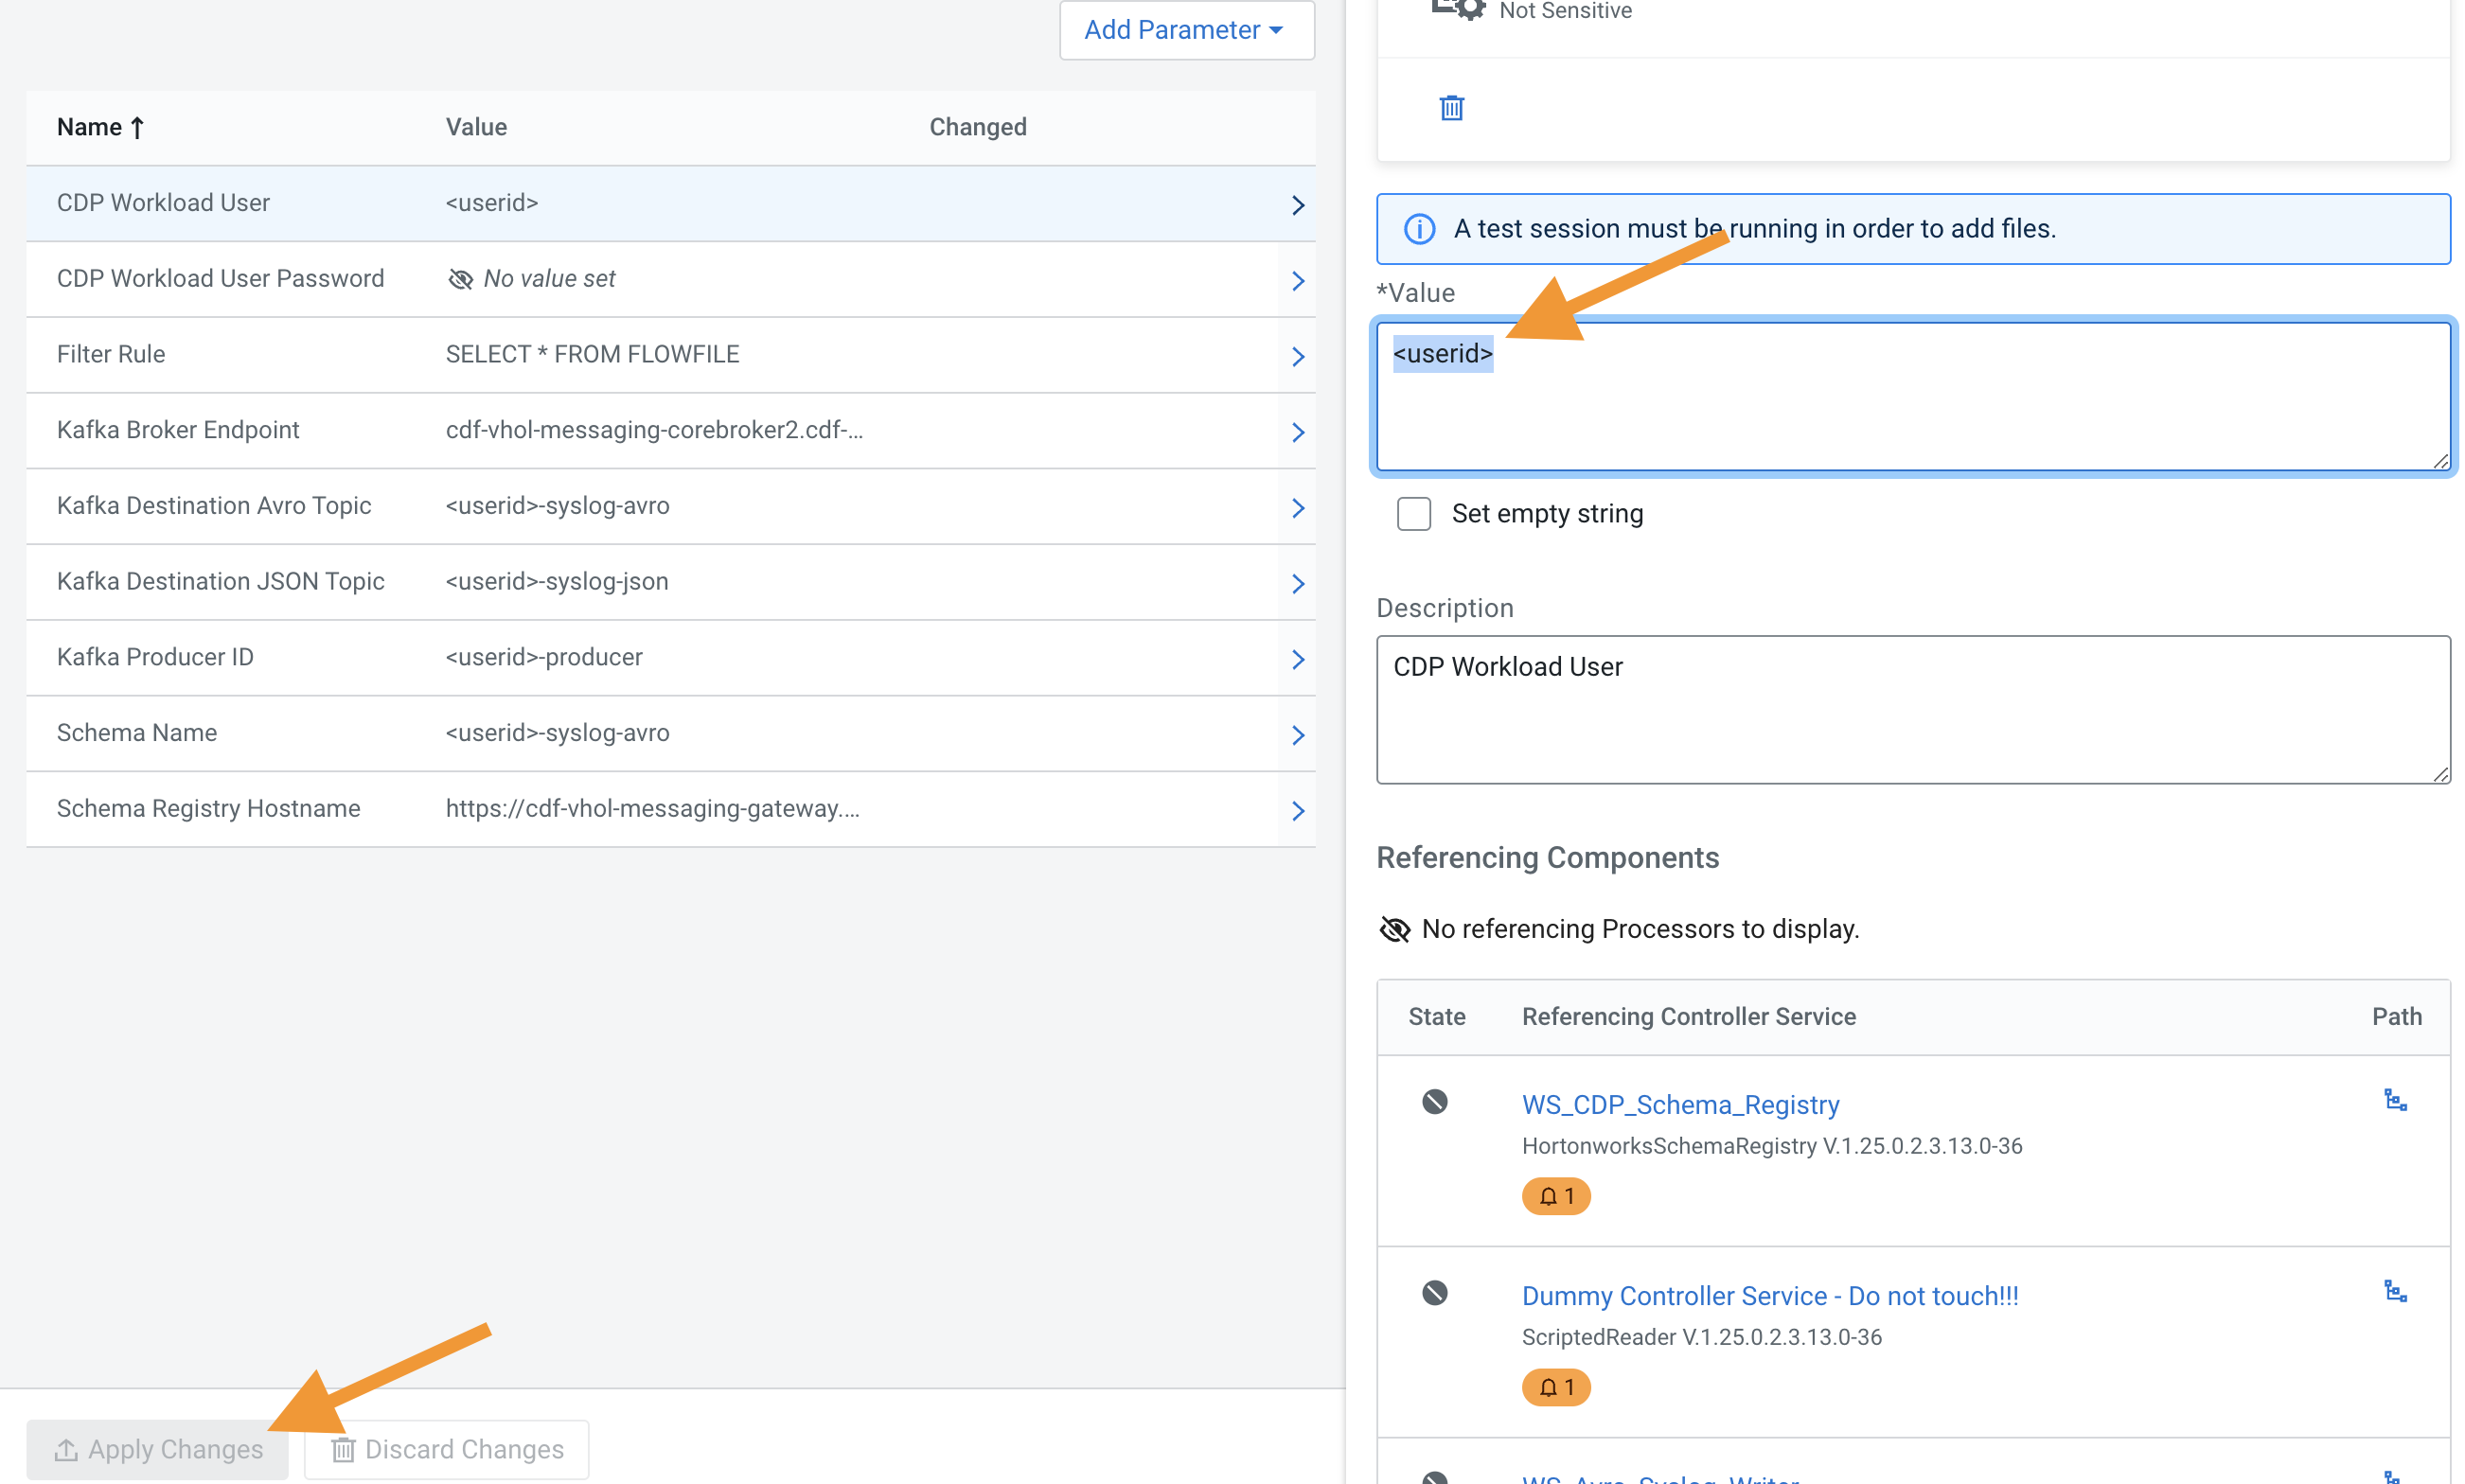 Add Parameter
Name Value Changed
CDP Workload User <userid>
CDP Workload User Password No value set
Filter Rule SELECT * FROM FLOWFILE
Kafka Broker Endpoint cdf-vhol-messaging-corebroker2.cdf-...
Kafka Destination Avro Topic <userid>-syslog-avro
Kafka Destination JSON Topic <userid>-syslog-json
Kafka Producer ID <userid>-producer
Schema Name <userid>-syslog-avro
Schema Registry Hostname https://cdf-vhol-messaging-gateway....
Apply Changes Discard Changes
Not Sensitive
A test session must be running in order to add files.
*Value
<userid>
Set empty string
Description
CDP Workload User
Referencing Components
No referencing Processors to display.
State Referencing Controller Service Path
WS_CDP_Schema_Registry
HortonworksSchemaRegistry V.1.25.0.2.3.13.0-36
1
Dummy Controller Service - Do not touch!!!
ScriptedReader V.1.25.0.2.3.13.0-36
1
WS_Avro_Syslog_Writer